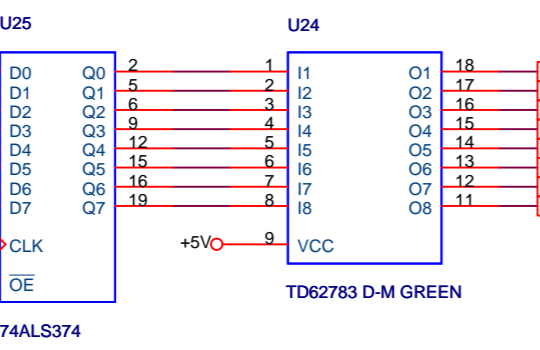 U25 U24
D0 Q0 2 1 I1 O1 18
D1 Q1 5 2 I2 O2 17
D2 Q2 6 3 I3 O3 16
D3 Q3 9 4 I4 O4 15
D4 Q4 12 5 I5 O5 14
D5 Q5 15 6 I6 O6 13
D6 Q6 16 7 I7 O7 12
D7 Q7 19 8 I8 O8 11
CLK +5V 9 VCC
OE
TD62783 D-M GREEN
74ALS374